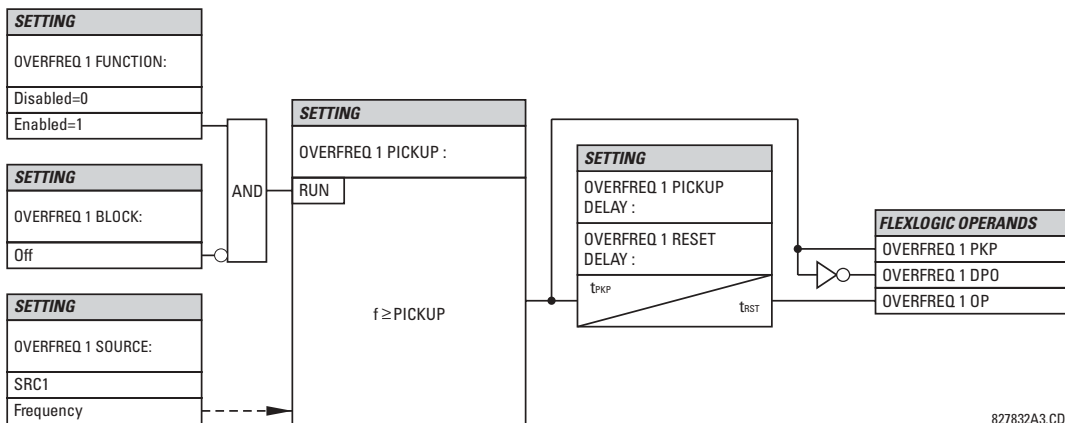 SETTING
OVERFREQ 1 FUNCTION:
Disabled=0
Enabled=1
SETTING
OVERFREQ 1 BLOCK:
Off
SETTING
OVERFREQ 1 SOURCE:
SRC1
Frequency
AND
SETTING
OVERFREQ 1 PICKUP :
RUN
f ≥ PICKUP
SETTING
OVERFREQ 1 PICKUP
DELAY :
OVERFREQ 1 RESET
DELAY :
tPKP
tRST
FLEXLOGIC OPERANDS
OVERFREQ 1 PKP
OVERFREQ 1 DPO
OVERFREQ 1 OP
827832A3.CD